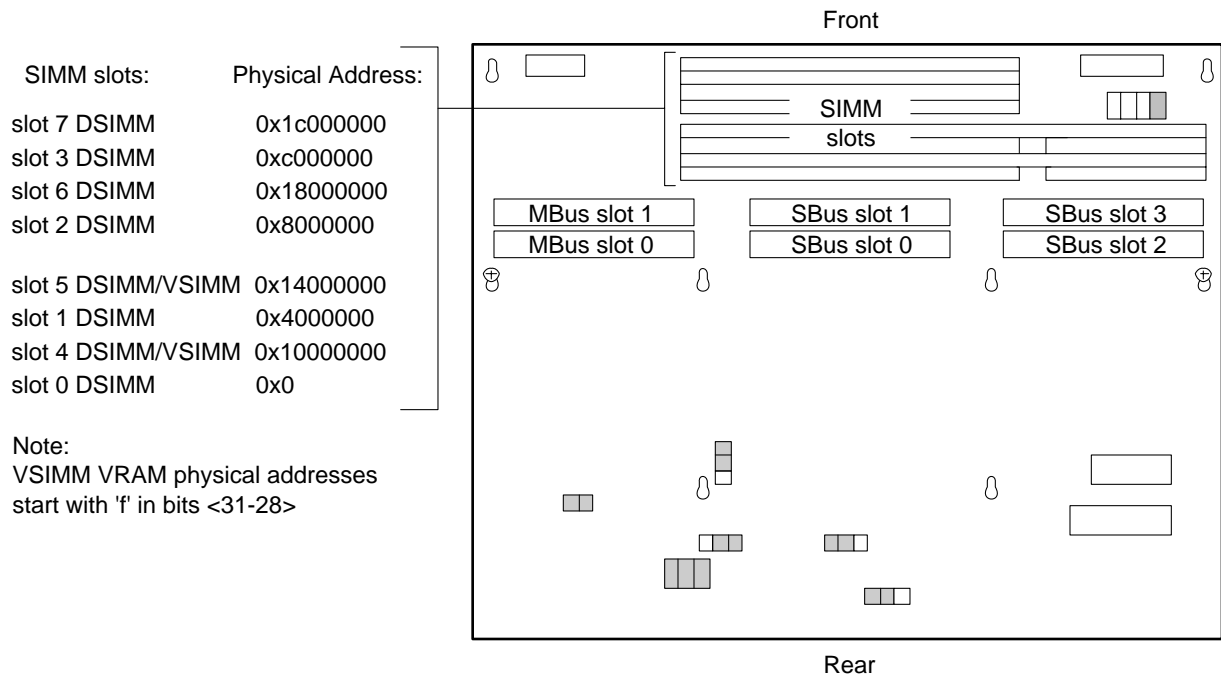 Front
SIMM slots: Physical Address:
slot 7 DSIMM 0x1c000000
slot 3 DSIMM 0xc000000
slot 6 DSIMM 0x18000000
slot 2 DSIMM 0x8000000
slot 5 DSIMM/VSIMM 0x14000000
slot 1 DSIMM 0x4000000
slot 4 DSIMM/VSIMM 0x10000000
slot 0 DSIMM 0x0
Note:
VSIMM VRAM physical addresses
start with 'f' in bits <31-28>
SIMM
slots
MBus slot 1 SBus slot 1 SBus slot 3
MBus slot 0 SBus slot 0 SBus slot 2
Rear